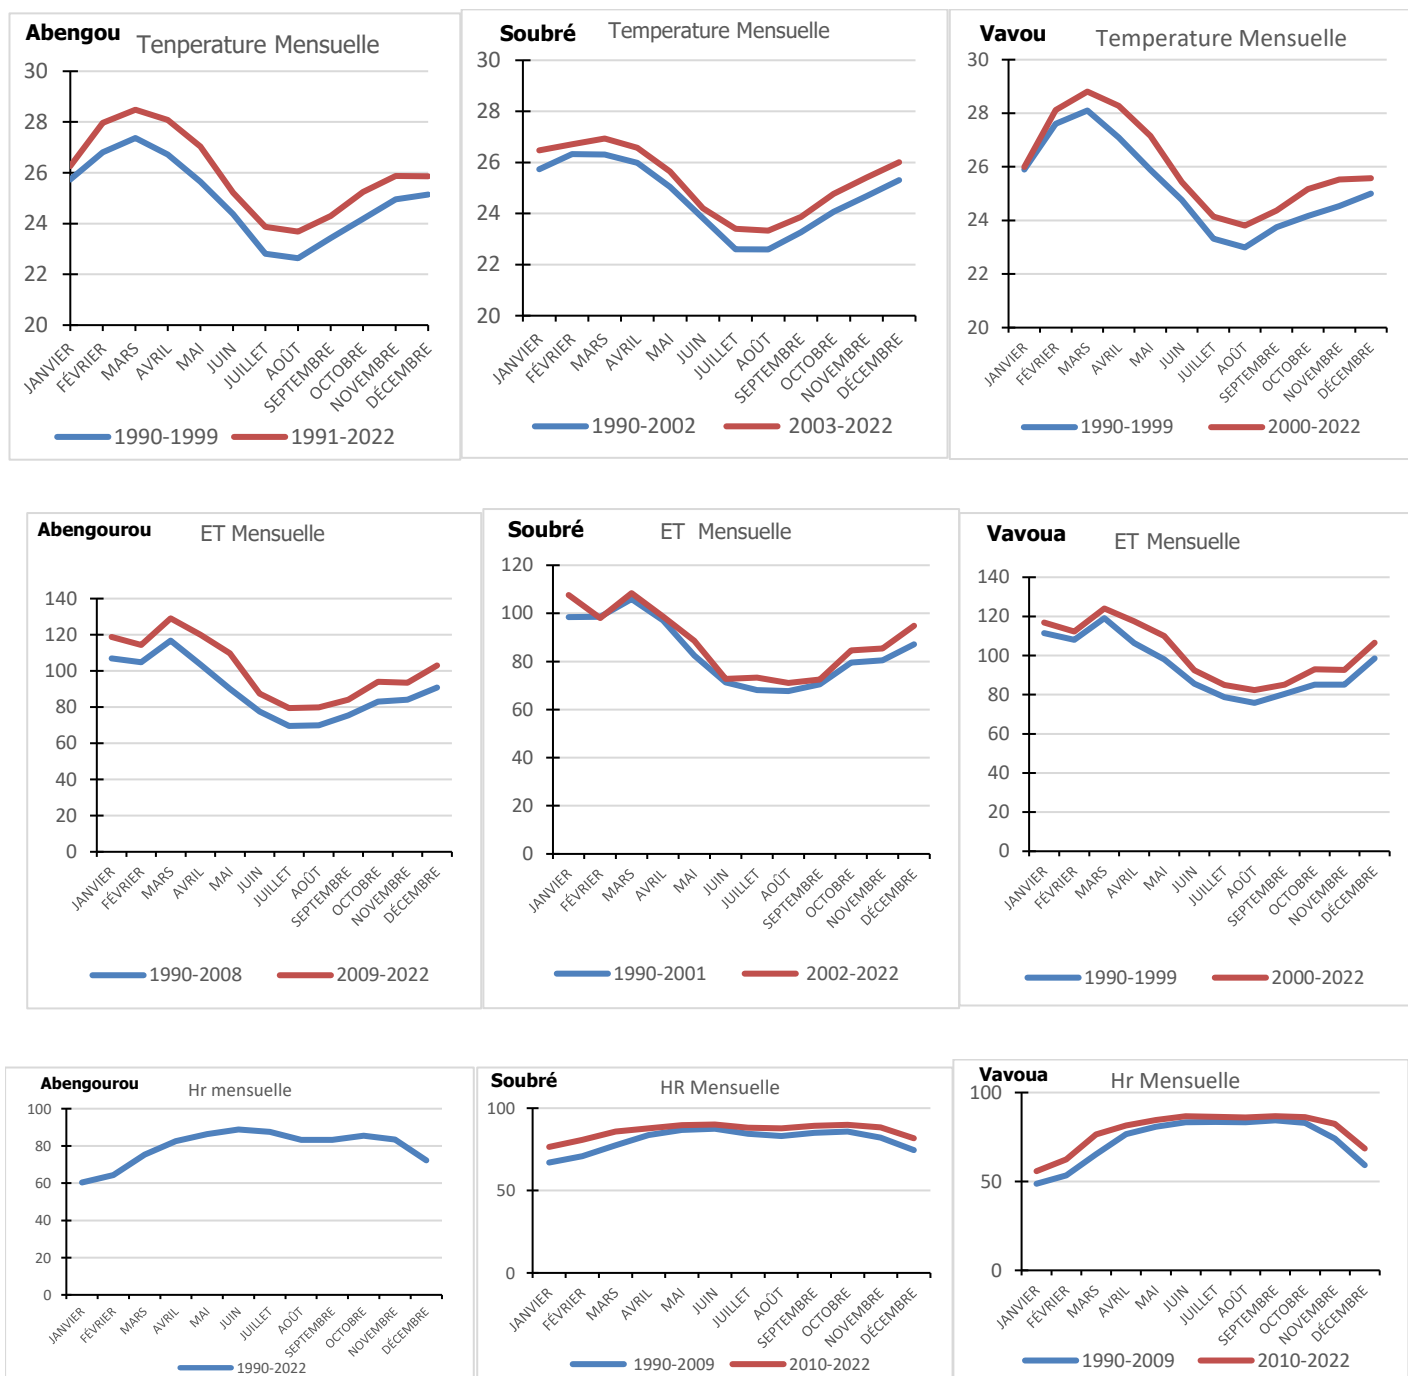 Abengou
Tenperature Mensuelle
30
28
26
24
22
20
JANVIER
FÉVRIER
MARS
AVRIL
MAI
JUIN
JUILLET
AOÛT
SEPTEMBRE
OCTOBRE
NOVEMBRE
DÉCEMBRE
1990-1999
1991-2022
Soubré
Temperature Mensuelle
30
28
26
24
22
20
JANVIER
FÉVRIER
MARS
AVRIL
MAI
JUIN
JUILLET
AOÛT
SEPTEMBRE
OCTOBRE
NOVEMBRE
DÉCEMBRE
1990-2002
2003-2022
Vavou
Temperature Mensuelle
30
28
26
24
22
20
JANVIER
FÉVRIER
MARS
AVRIL
MAI
JUIN
JUILLET
AOÛT
SEPTEMBRE
OCTOBRE
NOVEMBRE
DÉCEMBRE
1990-1999
2000-2022
Abengourou
ET Mensuelle
140
120
100
80
60
40
20
0
JANVIER
FÉVRIER
MARS
AVRIL
MAI
JUIN
JUILLET
AOÛT
SEPTEMBRE
OCTOBRE
NOVEMBRE
DÉCEMBRE
1990-2008
2009-2022
Soubré
ET Mensuelle
120
100
80
60
40
20
0
JANVIER
FÉVRIER
MARS
AVRIL
MAI
JUIN
JUILLET
AOÛT
SEPTEMBRE
OCTOBRE
NOVEMBRE
DÉCEMBRE
1990-2001
2002-2022
Vavoua
ET Mensuelle
140
120
100
80
60
40
20
0
JANVIER
FÉVRIER
MARS
AVRIL
MAI
JUIN
JUILLET
AOÛT
SEPTEMBRE
OCTOBRE
NOVEMBRE
DÉCEMBRE
1990-1999
2000-2022
Abengourou
Hr mensuelle
100
80
60
40
20
0
JANVIER
FÉVRIER
MARS
AVRIL
MAI
JUIN
JUILLET
AOÛT
SEPTEMBRE
OCTOBRE
NOVEMBRE
DÉCEMBRE
1990-2022
Soubré
HR Mensuelle
100
50
0
JANVIER
FÉVRIER
MARS
AVRIL
MAI
JUIN
JUILLET
AOÛT
SEPTEMBRE
OCTOBRE
NOVEMBRE
DÉCEMBRE
1990-2009
2010-2022
Vavoua
Hr Mensuelle
100
50
0
JANVIER
FÉVRIER
MARS
AVRIL
MAI
JUIN
JUILLET
AOÛT
SEPTEMBRE
OCTOBRE
NOVEMBRE
DÉCEMBRE
1990-2009
2010-2022